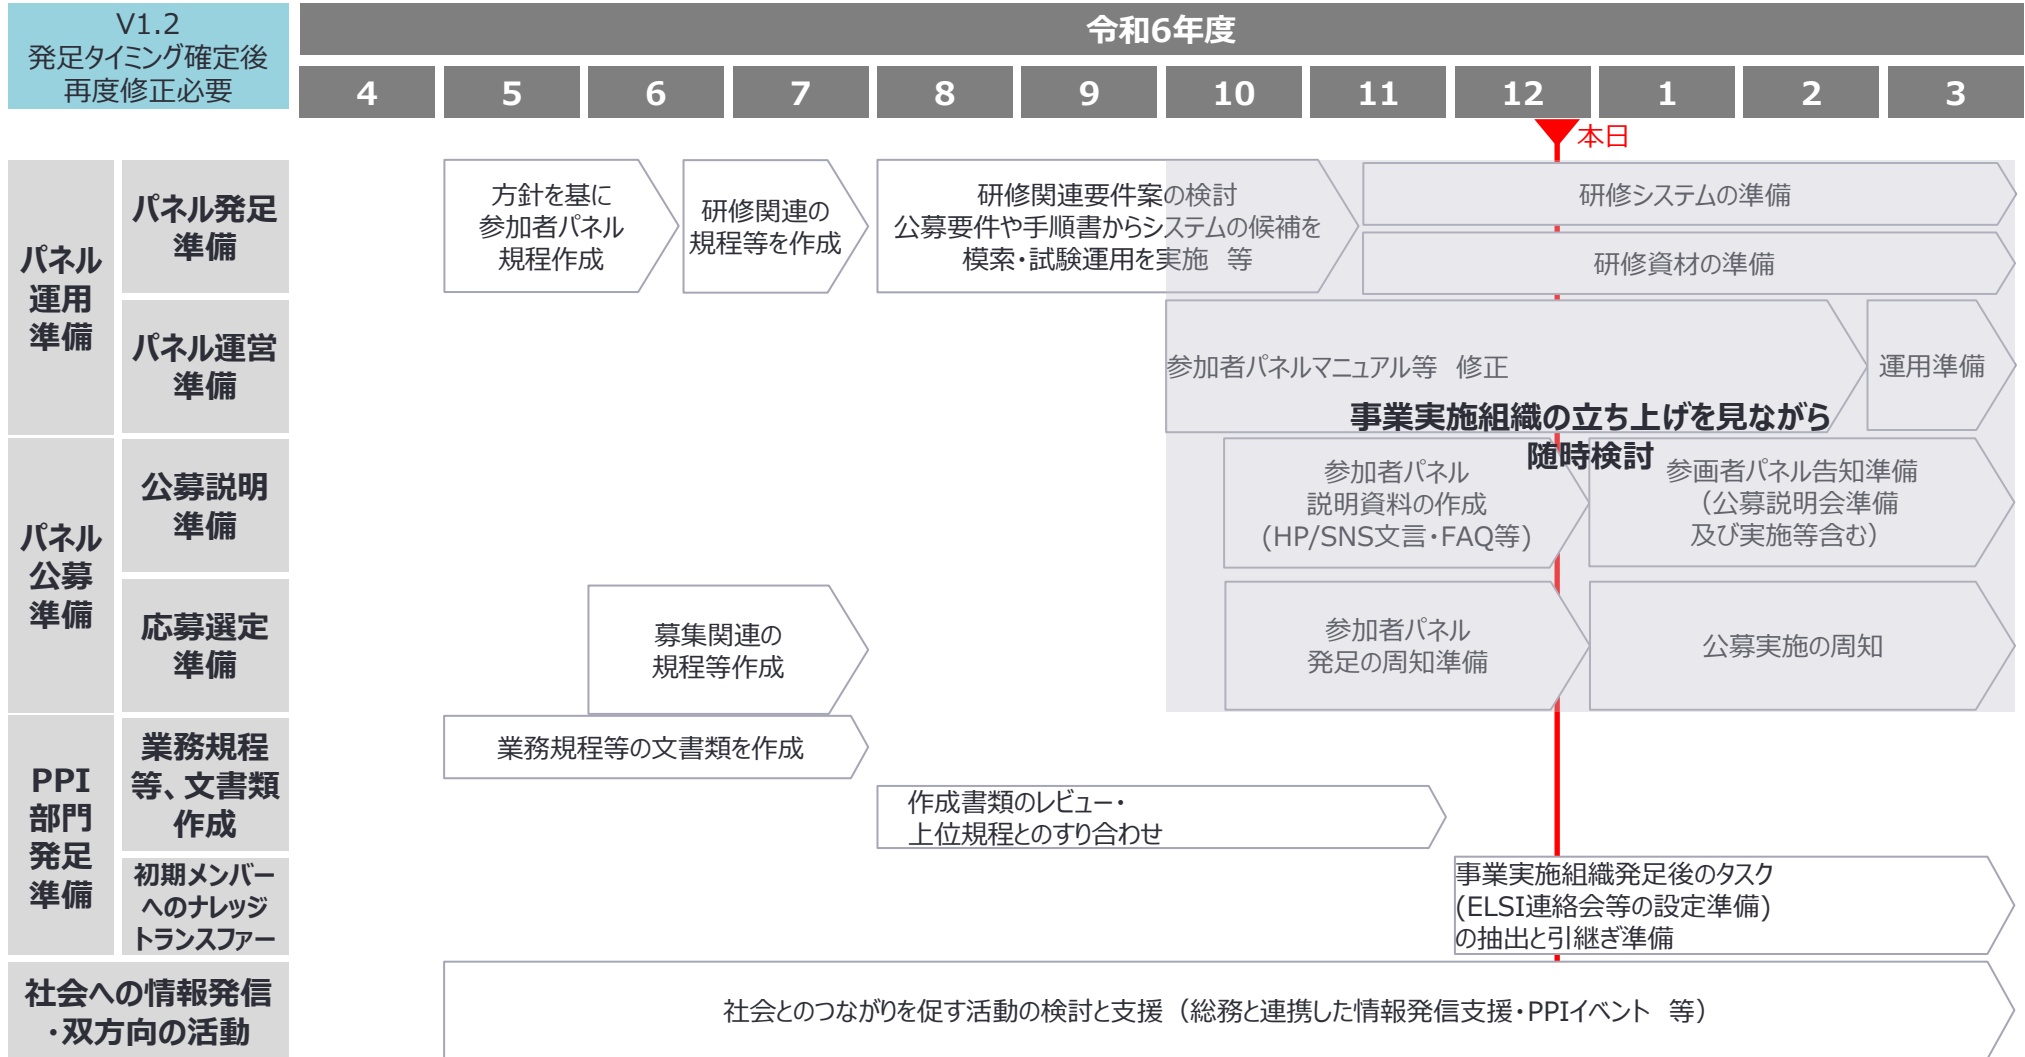 V1.2
発足タイミング確定後
再度修正必要
令和6年度
4
5
6
7
8
9
10
11
12
1
2
3
本日
パネル
運用
準備
パネル発足
準備
方針を基に
参加者パネル
規程作成
研修関連の
規程等を作成
研修関連要件案の検討
公募要件や手順書からシステムの候補を
模索・試験運用を実施　等
研修システムの準備
研修資材の準備
パネル運営
準備
参加者パネルマニュアル等　修正
運用準備
事業実施組織の立ち上げを見ながら
随時検討
パネル
公募
準備
公募説明
準備
参加者パネル
説明資料の作成
(HP/SNS文言・FAQ等)
参画者パネル告知準備
（公募説明会準備
及び実施等含む）
応募選定
準備
募集関連の
規程等作成
参加者パネル
発足の周知準備
公募実施の周知
PPI
部門
発足
準備
業務規程
等、文書類
作成
業務規程等の文書類を作成
作成書類のレビュー・
上位規程とのすり合わせ
初期メンバー
へのナレッジ
トランスファー
事業実施組織発足後のタスク
(ELSI連絡会等の設定準備)
の抽出と引継ぎ準備
社会への情報発信
・双方向の活動
社会とのつながりを促す活動の検討と支援（総務と連携した情報発信支援・PPIイベント　等）